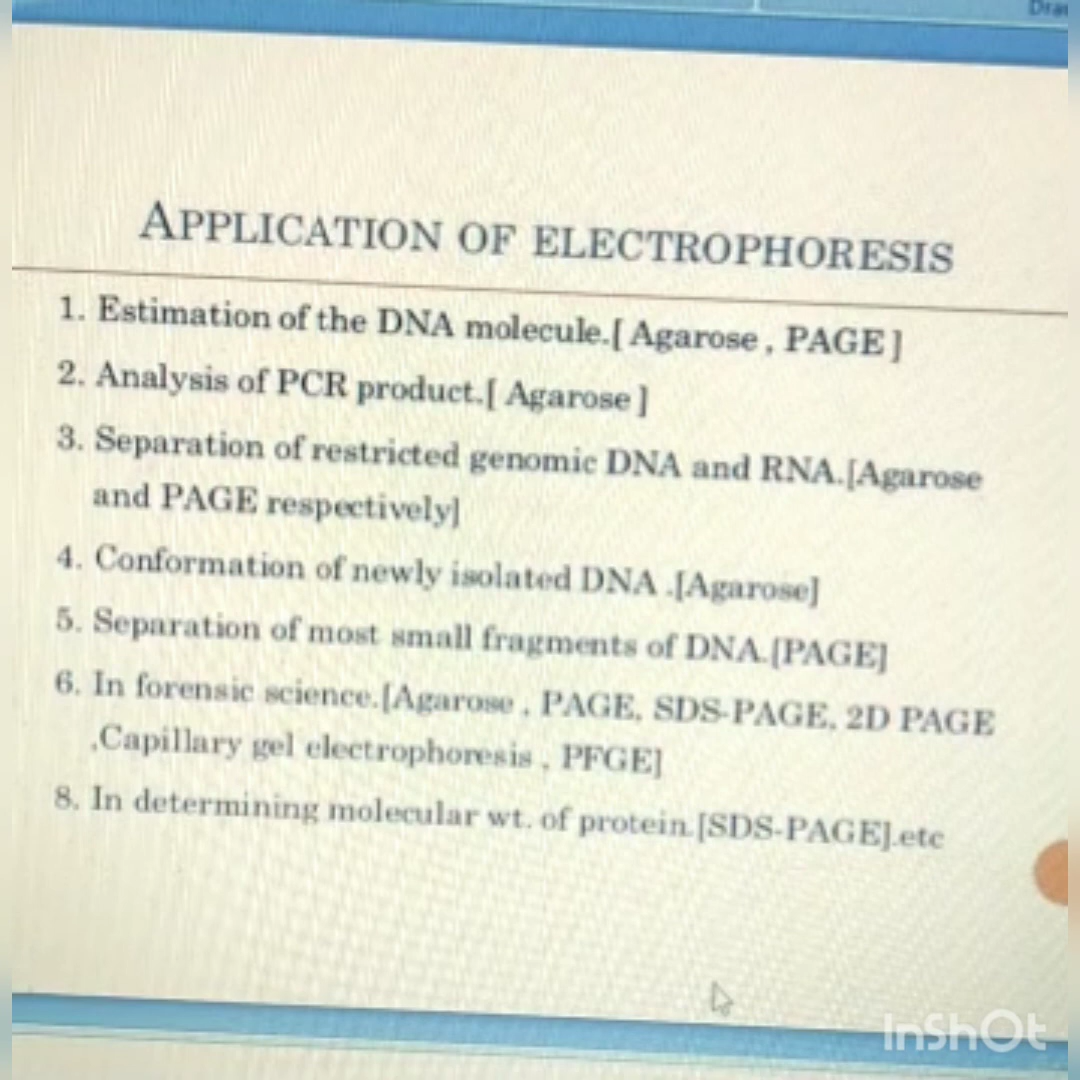 APPLICATION OF ELECTROPHORESIS
1. Estimation of the DNA molecule.[ Agarose , PAGE ]
2. Analysis of PCR product.[ Agarose ]
3. Separation of restricted genomic DNA and RNA.[Agarose
and PAGE respectively]
4. Conformation of newly isolated DNA .[Agarose]
5. Separation of most small fragments of DNA.[PAGE]
6. In forensic science.[Agarose , PAGE, SDS-PAGE, 2D PAGE
,Capillary gel electrophoresis , PFGE]
8. In determining molecular wt. of protein.[SDS-PAGE].etc
InShOt